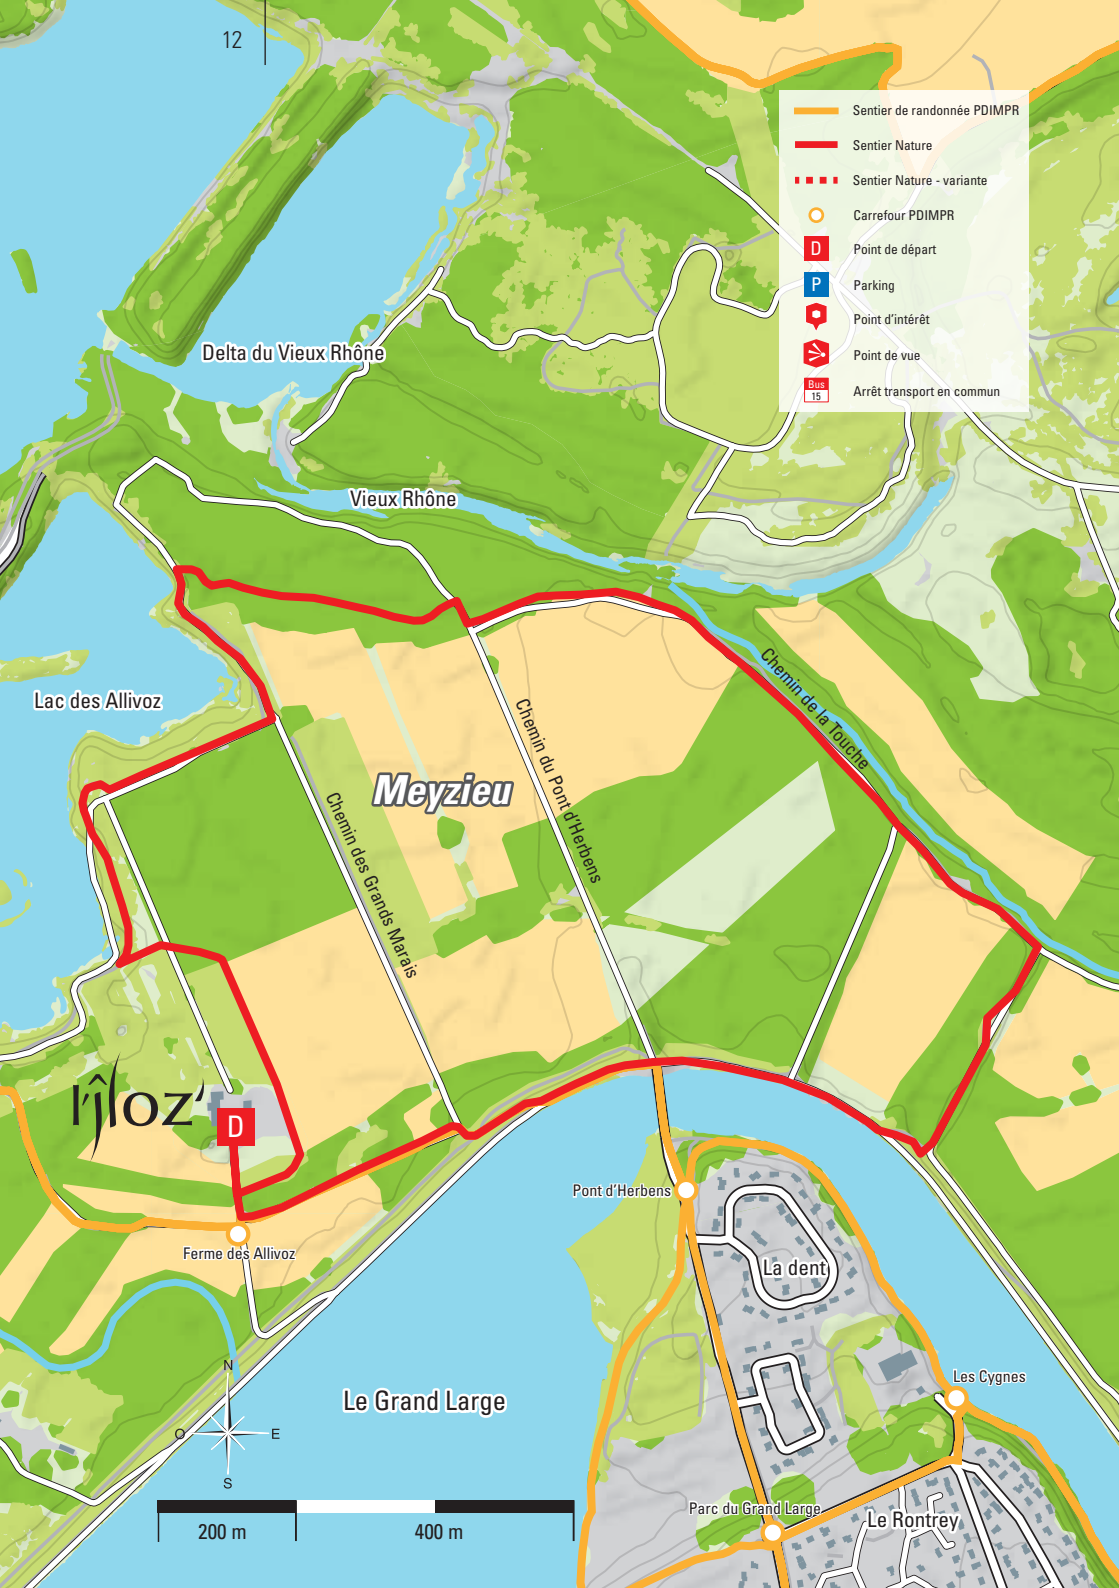 12
Sentier de randonnée PDIMPR
Sentier Nature
Sentier Nature - variante
Carrefour PDIMPR
D
Point de départ
P
Parking
Point d'intérêt
Point de vue
Bus
15
Arrêt transport en commun
Delta du Vieux Rhône
Vieux Rhône
Chemin de la Touche
Lac des Allivoz
Chemin du Pont d'Herbens
Meyzieu
Chemin des Grands Marais
l'îloz'
D
Pont d'Herbens
Ferme des Allivoz
La dent
N
O
E
S
Le Grand Large
Les Cygnes
Parc du Grand Large
Le Rontrey
200 m
400 m